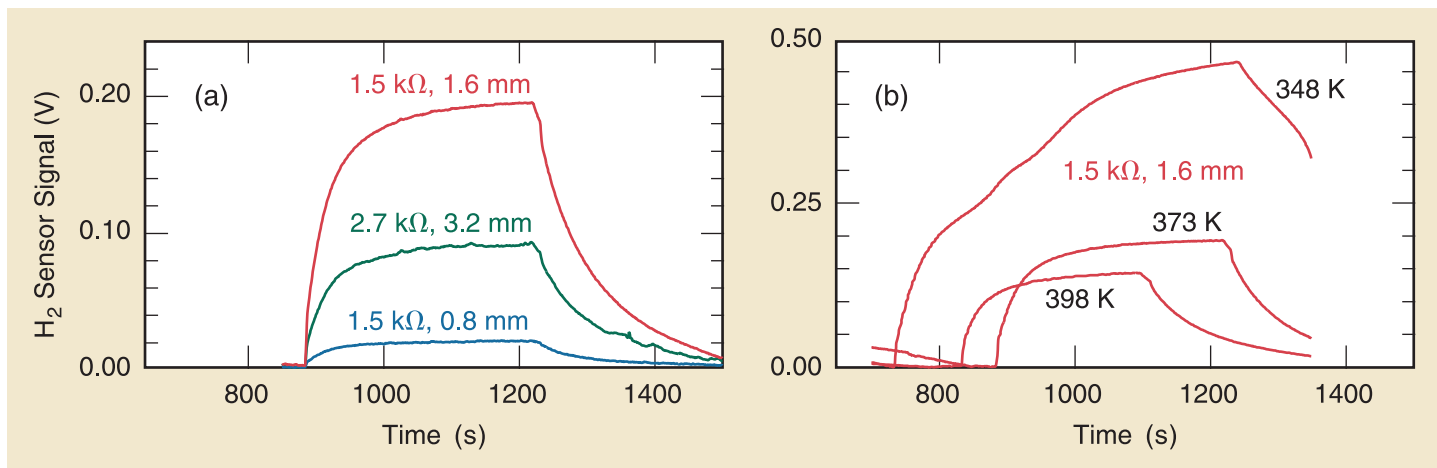 H2 Sensor Signal (V)
0.20
0.10
0.00
(a)
1.5 kΩ, 1.6 mm
2.7 kΩ, 3.2 mm
1.5 kΩ, 0.8 mm
800 1000 1200 1400
Time (s)
0.50
0.25
0.00
(b)
348 K
1.5 kΩ, 1.6 mm
373 K
398 K
800 1000 1200 1400
Time (s)